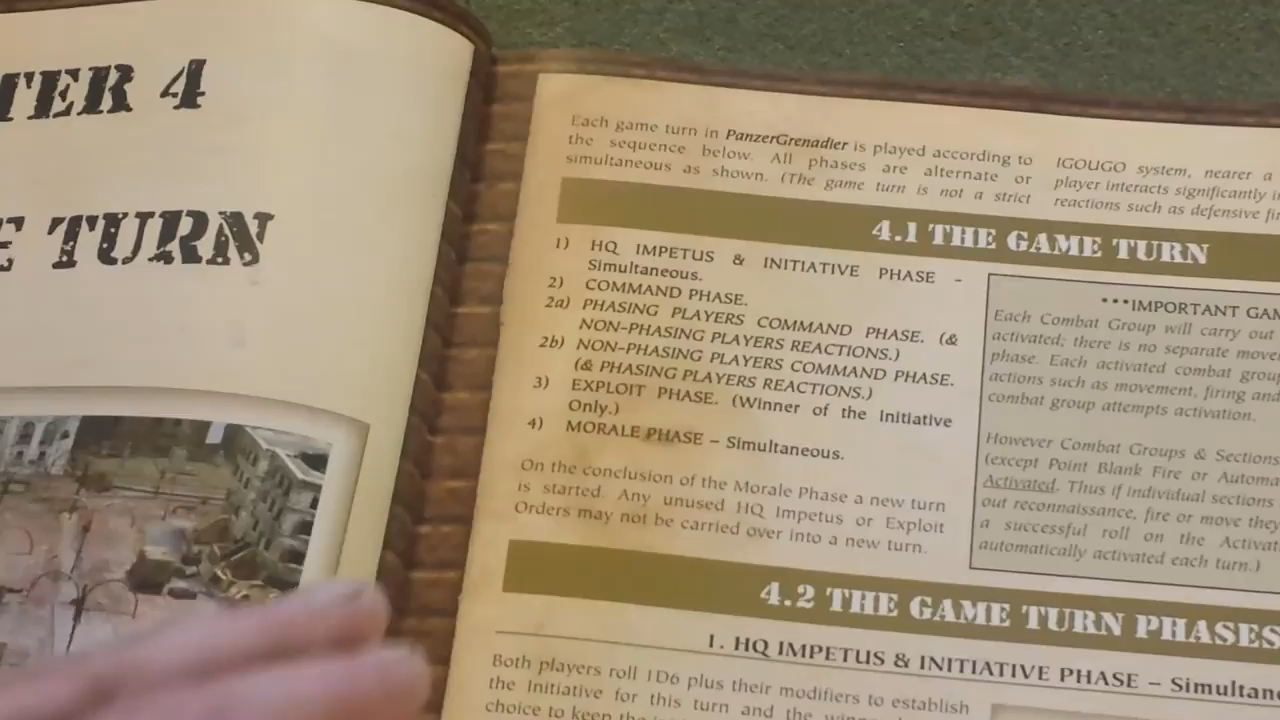 TER 4
E TURN
Each game turn in PanzerGrenadier is played according to
the sequence below. All phases are alternate or
simultaneous as shown. (The game turn is not a strict
IGOUGO system, nearer a
player interacts significantly
reactions such as defensive
4.1 THE GAME TURN
1) HQ IMPETUS & INITIATIVE PHASE -
Simultaneous.
2) COMMAND PHASE.
2a) PHASING PLAYERS COMMAND PHASE. (&
NON-PHASING PLAYERS REACTIONS.)
2b) NON-PHASING PLAYERS COMMAND PHASE.
(& PHASING PLAYERS REACTIONS.)
3) EXPLOIT PHASE. (Winner of the Initiative
Only.)
4) MORALE PHASE – Simultaneous.
On the conclusion of the Morale Phase a new turn
is started. Any unused HQ Impetus or Exploit
Orders may not be carried over into a new turn.
***IMPORTANT GAM
Each Combat Group will carry out
activated; there is no separate move
phase. Each activated combat grou
actions such as movement, firing and
combat group attempts activation.
However Combat Groups & Sections
(except Point Blank Fire or Automa
Activated. Thus if individual sections
out reconnaissance, fire or move they
a successful roll on the Activat
automatically activated each turn.)
4.2 THE GAME TURN PHASES
1. HQ IMPETUS & INITIATIVE PHASE – Simultane
Both players roll 1D6 plus their modifiers to establish
the Initiative for this turn and the
choice to keep the